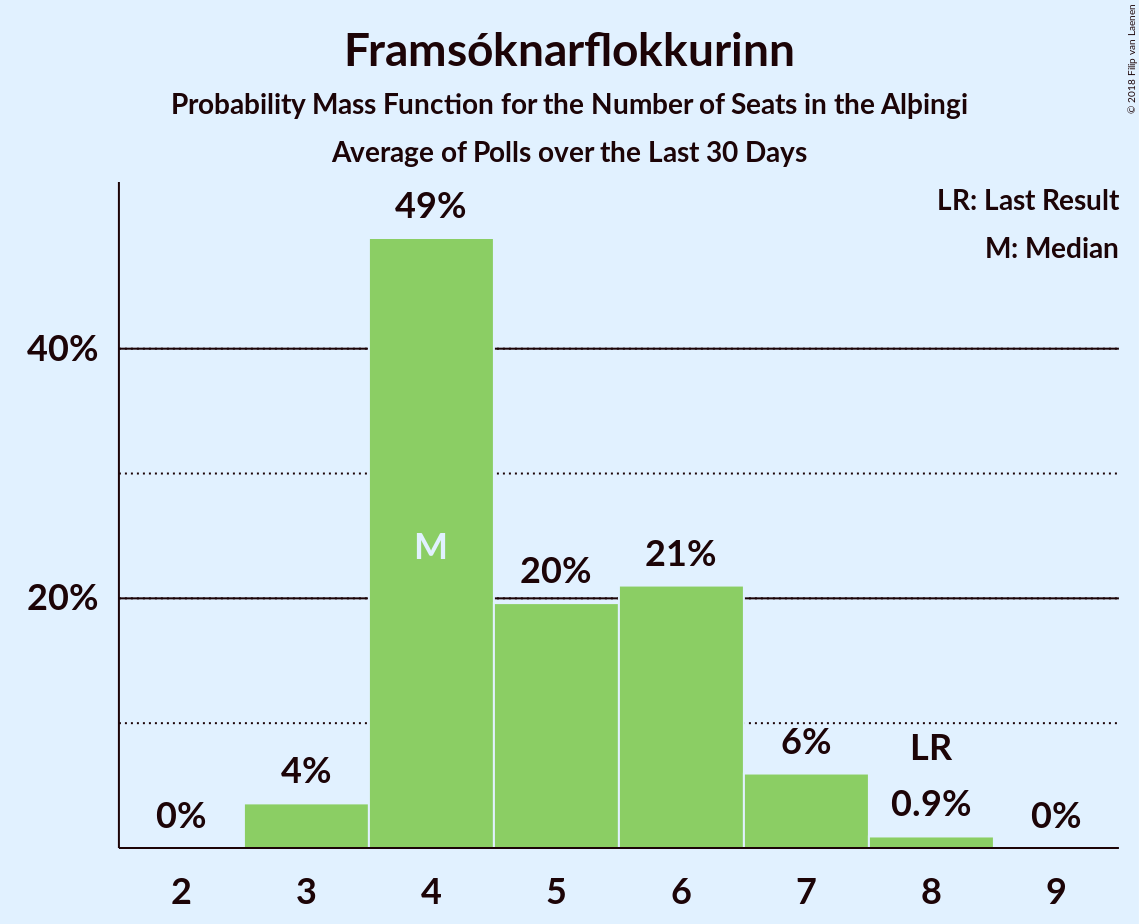 Framsóknarflokkurinn
Probability Mass Function for the Number of Seats in the Alþingi
Average of Polls over the Last 30 Days
© 2018 Filip van Laenen
LR: Last Result
M: Median
49%
40%
M
20%
21%
20%
4%
6%
LR
0%
0.9%
0%
2 3 4 5 6 7 8 9